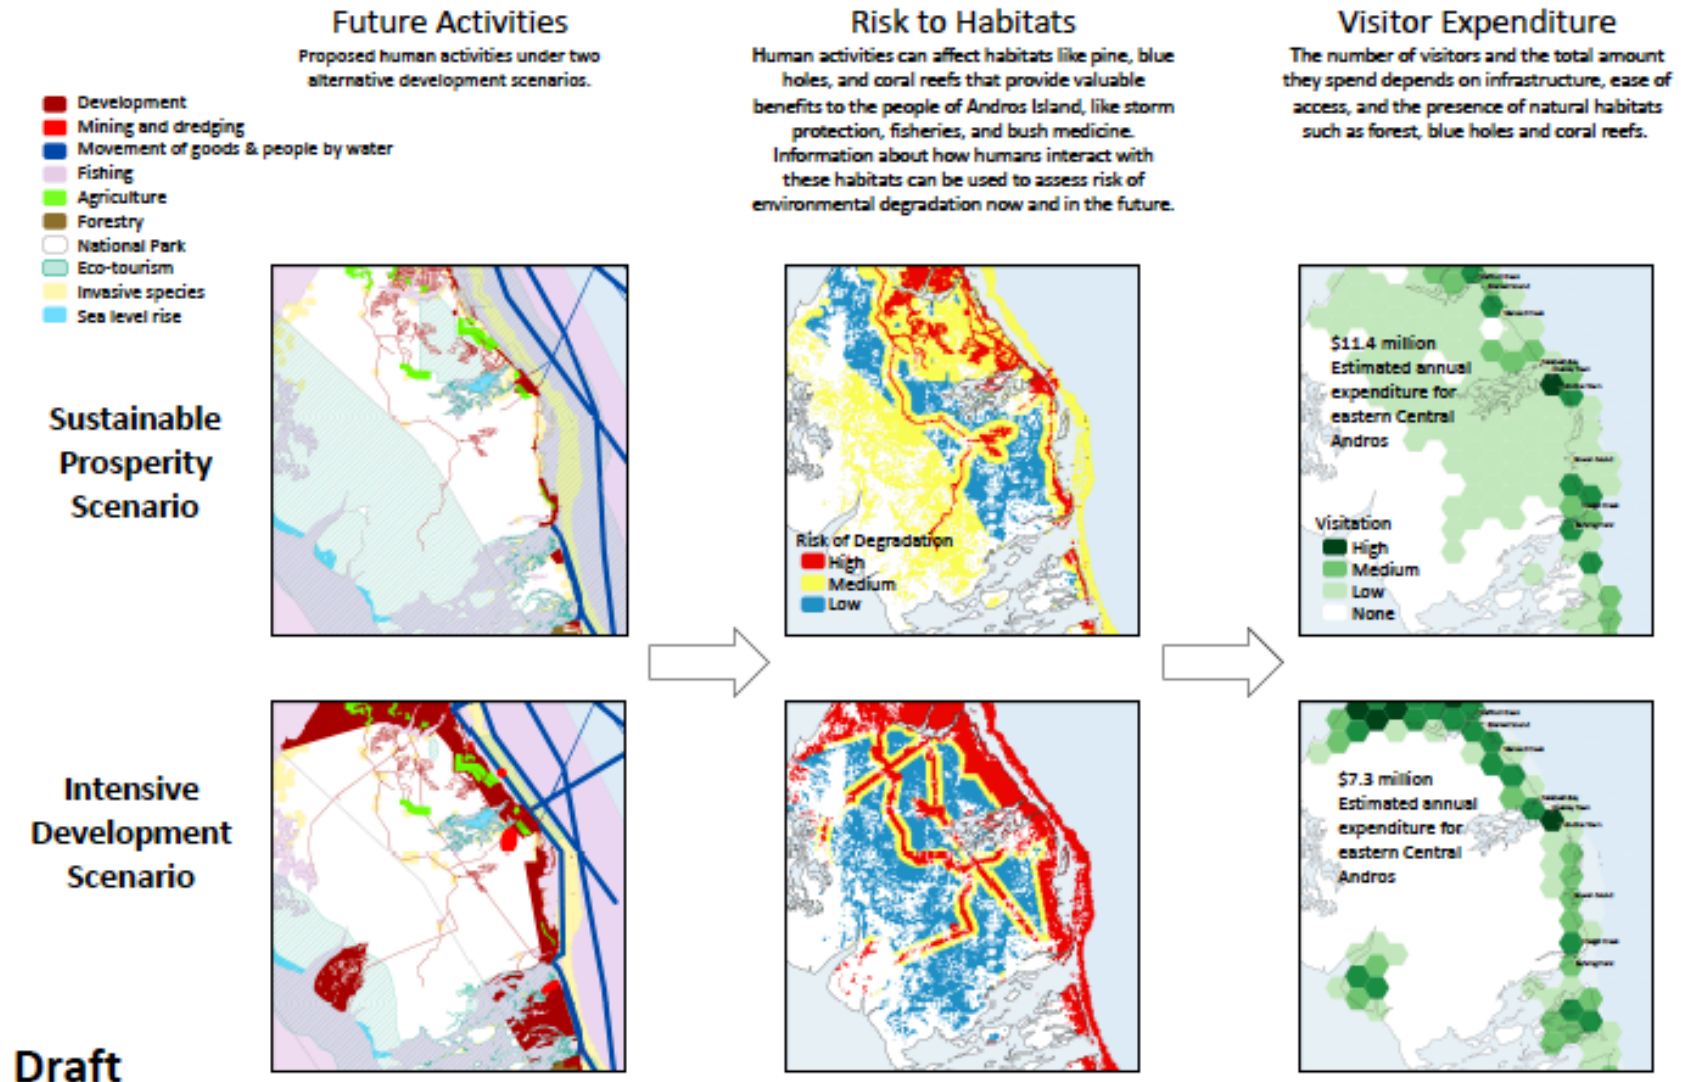 Future Activities
Proposed human activities under two
alternative development scenarios.
Risk to Habitats
Human activities can affect habitats like pine, blue
holes, and coral reefs that provide valuable
benefits to the people of Andros Island, like storm
protection, fisheries, and bush medicine.
Information about how humans interact with
these habitats can be used to assess risk of
environmental degradation now and in the future.
Visitor Expenditure
The number of visitors and the total amount
they spend depends on infrastructure, ease of
access, and the presence of natural habitats
such as forest, blue holes and coral reefs.
Development
Mining and dredging
Movement of goods & people by water
Fishing
Agriculture
Forestry
National Park
Eco-tourism
Invasive species
Sea level rise
Sustainable
Prosperity
Scenario
Risk of Degradation
High
Medium
Low
$11.4 million
Estimated annual
expenditure for
eastern Central
Andros
Visitation
High
Medium
Low
None
Intensive
Development
Scenario
$7.3 million
Estimated annual
expenditure for
eastern Central
Andros
Draft